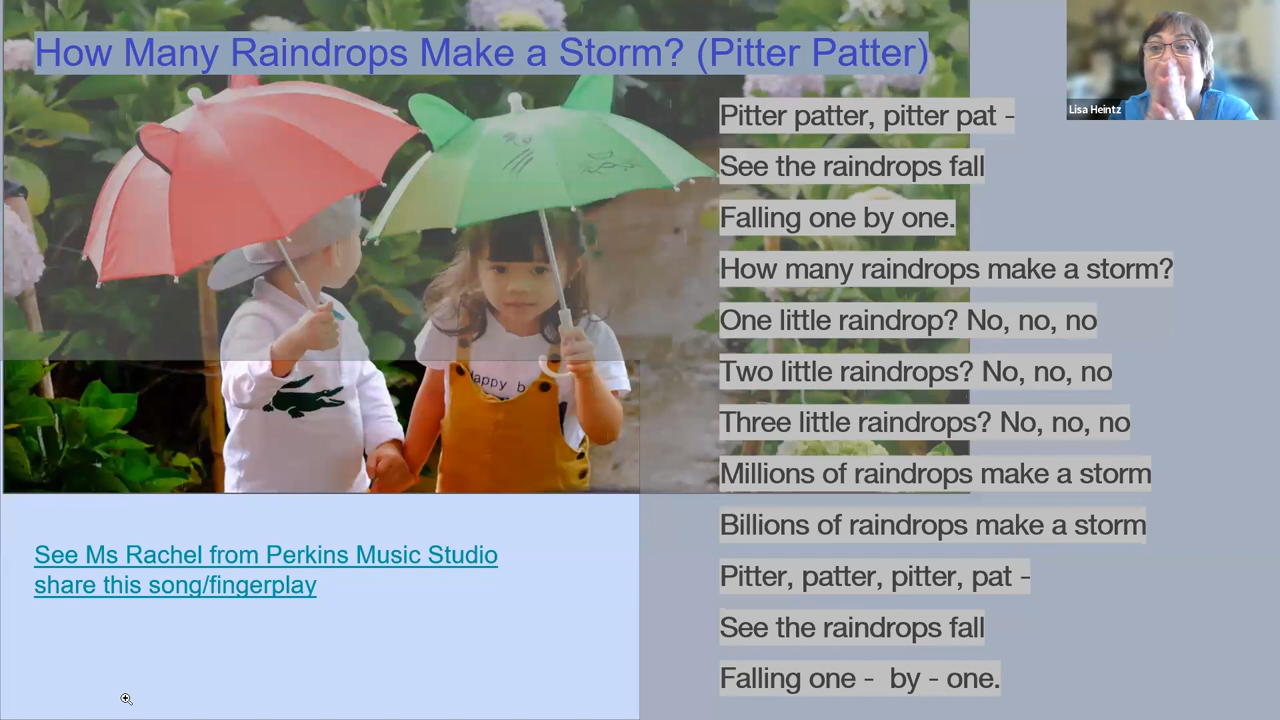 How Many Raindrops Make a Storm? (Pitter Patter)
Lisa Heintz
Pitter patter, pitter pat -
See the raindrops fall
Falling one by one.
How many raindrops make a storm?
One little raindrop? No, no, no
Two little raindrops? No, no, no
Three little raindrops? No, no, no
Millions of raindrops make a storm
Billions of raindrops make a storm
Pitter, patter, pitter, pat -
See the raindrops fall
Falling one -  by - one.
See Ms Rachel from Perkins Music Studio
share this song/fingerplay
appy b